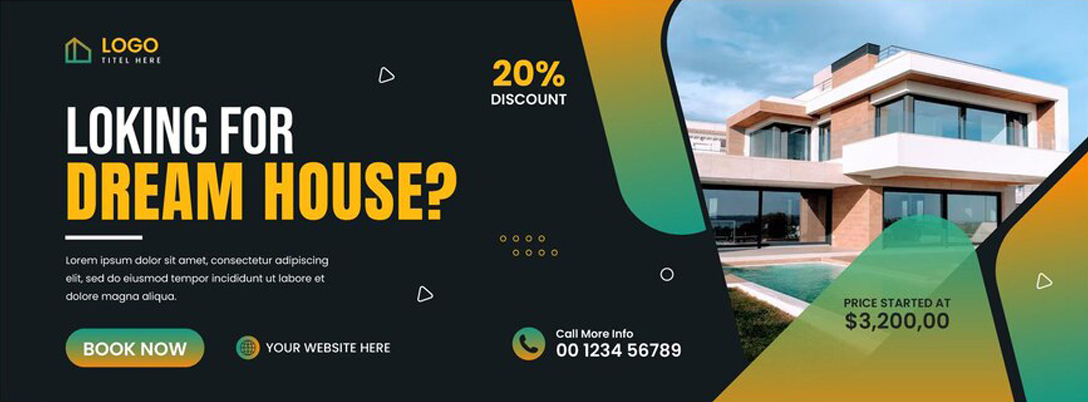 LOGO
TITEL HERE
20%
DISCOUNT
LOKING FOR
DREAM HOUSE?
Lorem ipsum dolor sit amet, consectetur adipiscing
elit, sed do eiusmod tempor incididunt ut labore et
dolore magna aliqua.
BOOK NOW
YOUR WEBSITE HERE
Call More Info
00 1234 56789
PRICE STARTED AT
$3,200,00